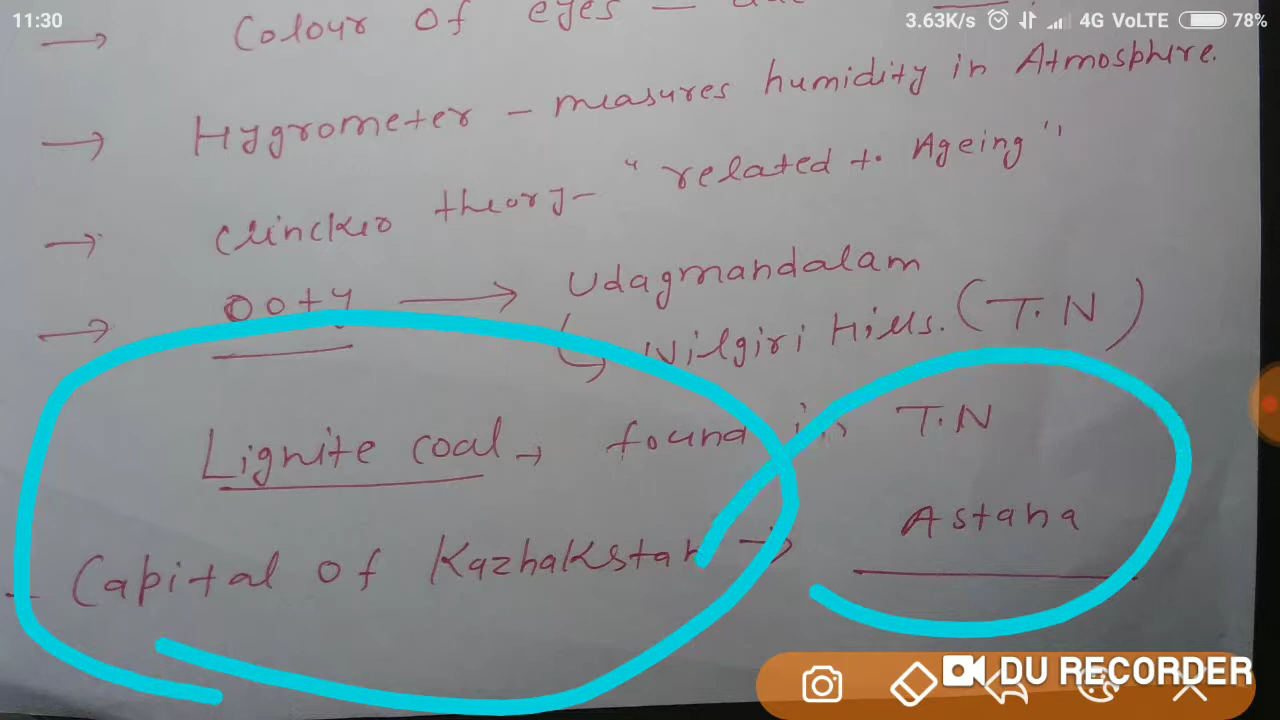 11:30
3.63K/s 4G VoLTE 78%
→ Colour of eyes –
→ Hygrometer – measures humidity in Atmosphire.
→ Clincker theory – "related to Ageing"
→ Ooty → Udagmandalam
↳ Nilgiri Hills. (T.N)
Lignite coal → found in T.N
Capital of Kazhakstan → Astana
DU RECORDER